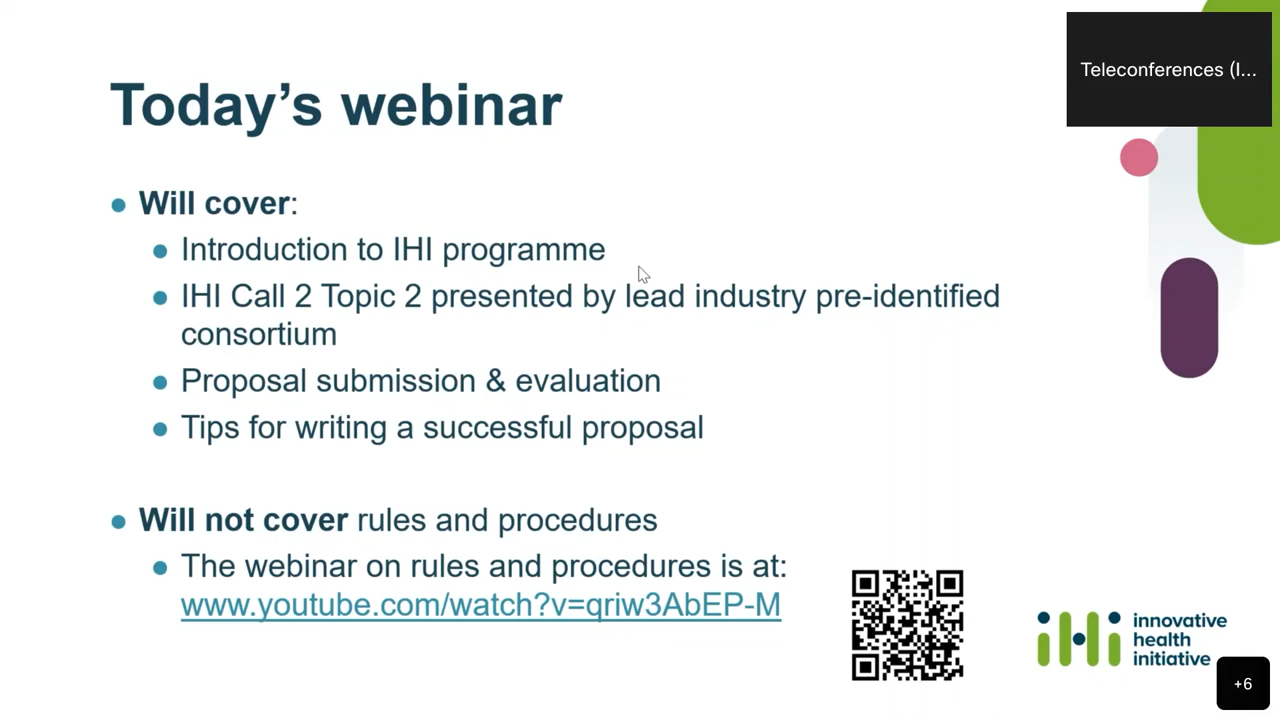 Teleconferences (I...
Today's webinar
Will cover:
Introduction to IHI programme
IHI Call 2 Topic 2 presented by lead industry pre-identified
consortium
Proposal submission & evaluation
Tips for writing a successful proposal
Will not cover rules and procedures
The webinar on rules and procedures is at:
www.youtube.com/watch?v=qriw3AbEP-M
iHi
innovative
health
initiative
+6